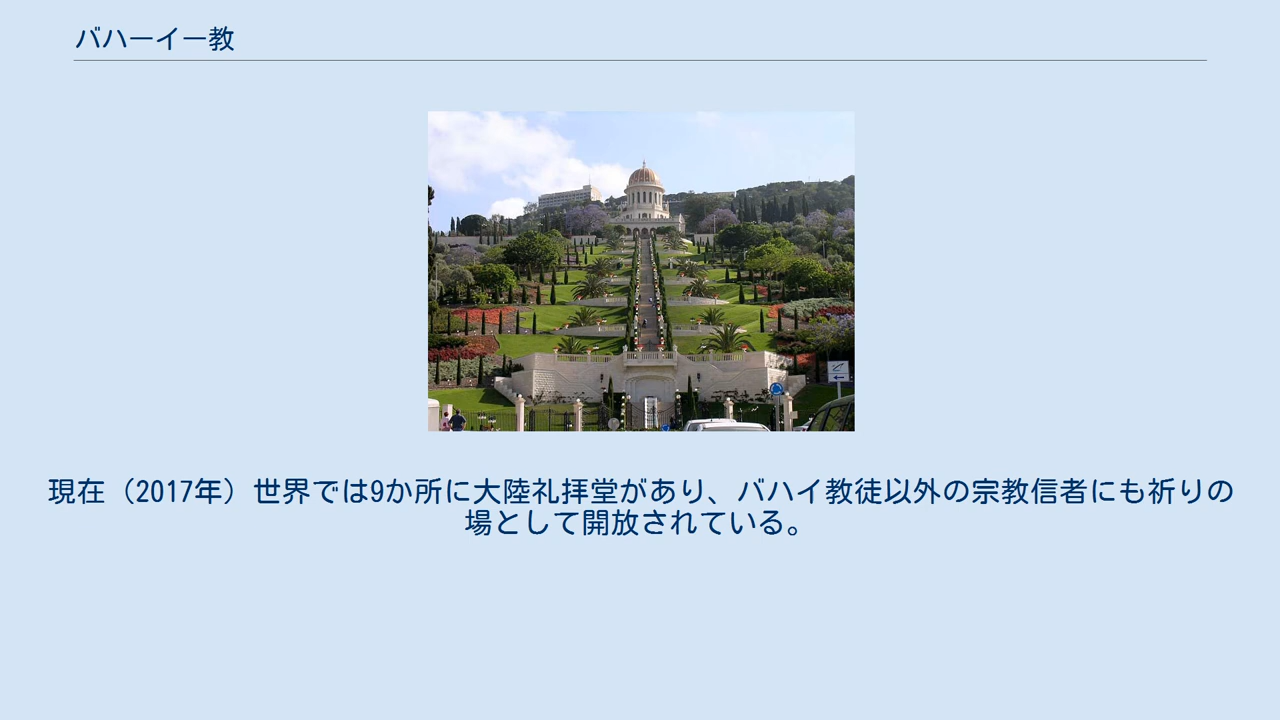 バハーイー教
現在（2017年）世界では9か所に大陸礼拝堂があり、バハイ教徒以外の宗教信者にも祈りの
場として開放されている。